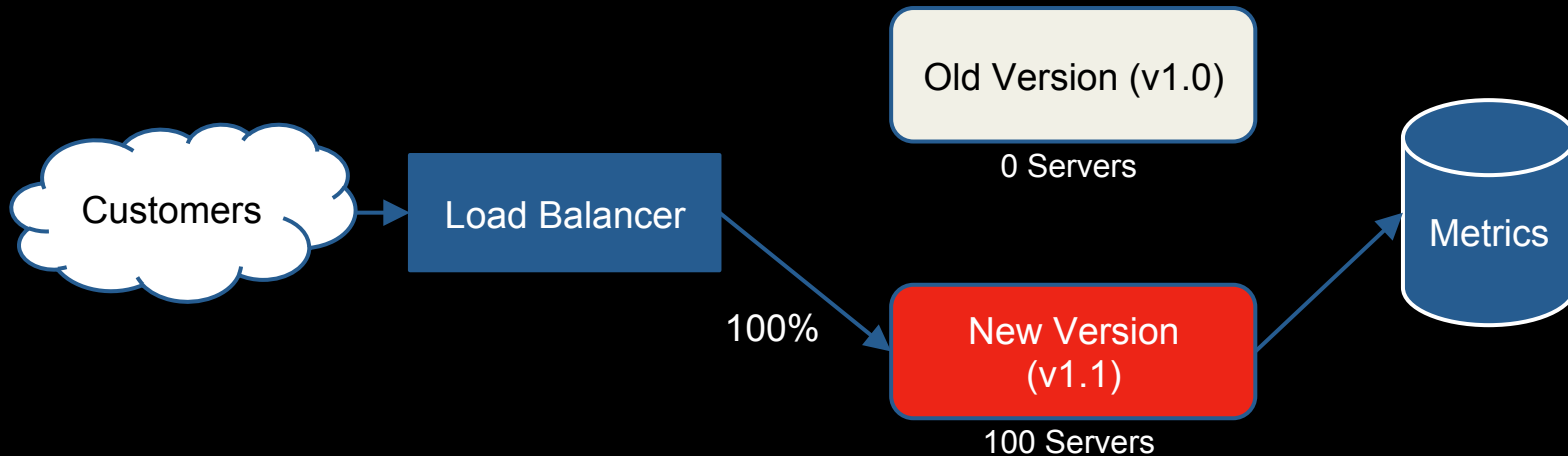 Old Version (v1.0)
0 Servers
Customers
Load Balancer
Metrics
100%
New Version
(v1.1)
100 Servers